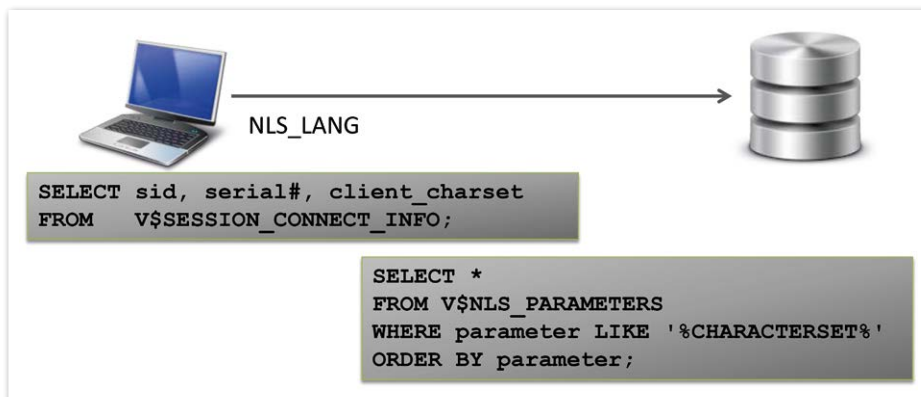 NLS_LANG
SELECT sid, serial#, client_charset
FROM   V$SESSION_CONNECT_INFO;
SELECT *
FROM V$NLS_PARAMETERS
WHERE parameter LIKE '%CHARACTERSET%'
ORDER BY parameter;